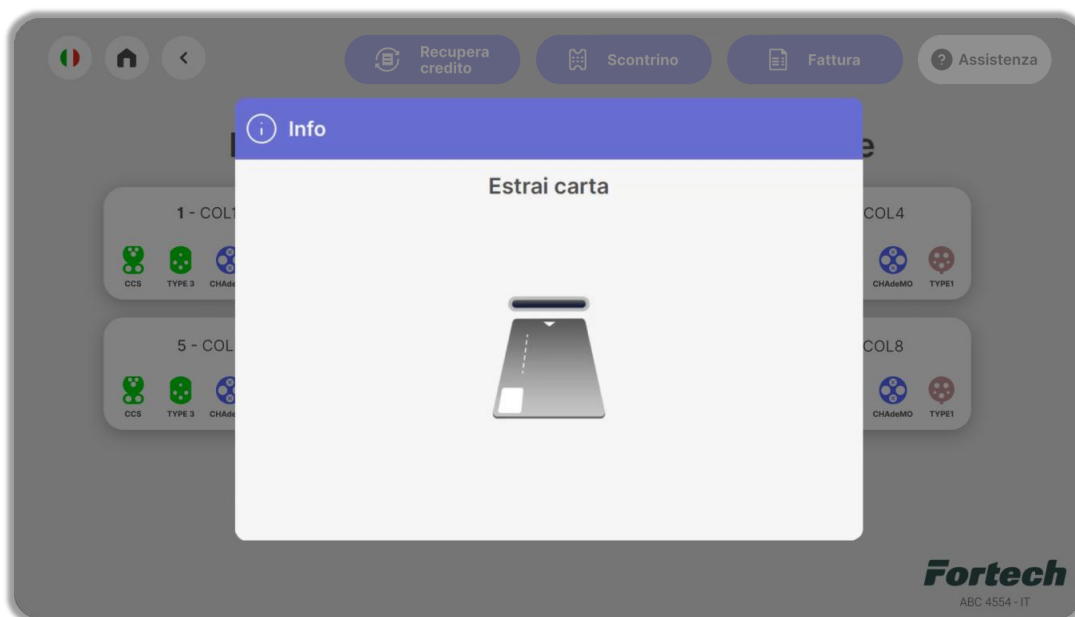 Recupera
credito
Scontrino
Fattura
? Assistenza
i Info
Estrai carta
1 - COL1
COL4
CCS
TYPE 3
CHAdeMO
TYPE1
5 - COL
COL8
CCS
TYPE 3
CHAdeMO
TYPE1
Fortech
ABC 4554 - IT